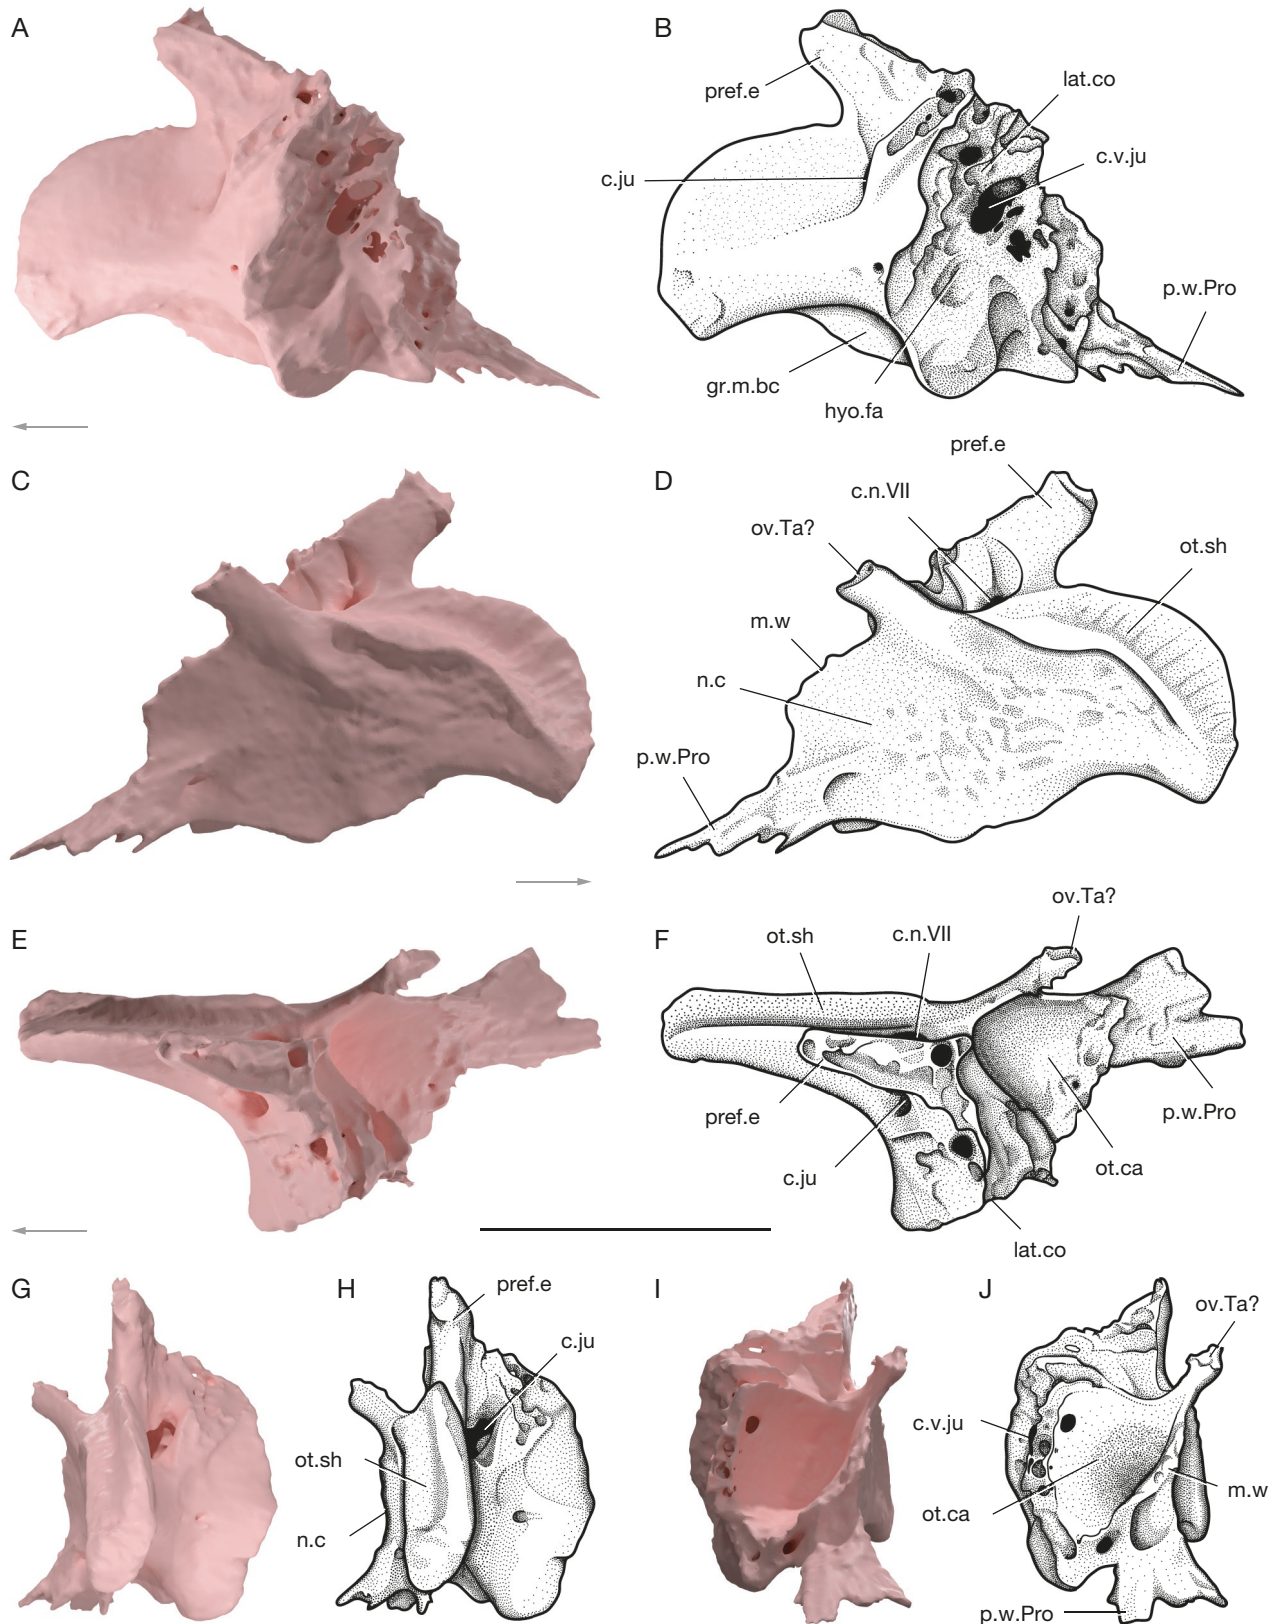 A
B
pref.e
lat.co
c.v.ju
c.ju
p.w.Pro
gr.m.bc
hyo.fa
C
D
pref.e
c.n.VII
ov.Ta?
ot.sh
m.w
n.c
p.w.Pro
E
F
ov.Ta?
ot.sh
c.n.VII
pref.e
p.w.Pro
c.ju
ot.ca
lat.co
G
H
pref.e
c.ju
ot.sh
n.c
I
J
ov.Ta?
c.v.ju
ot.ca
m.w
p.w.Pro